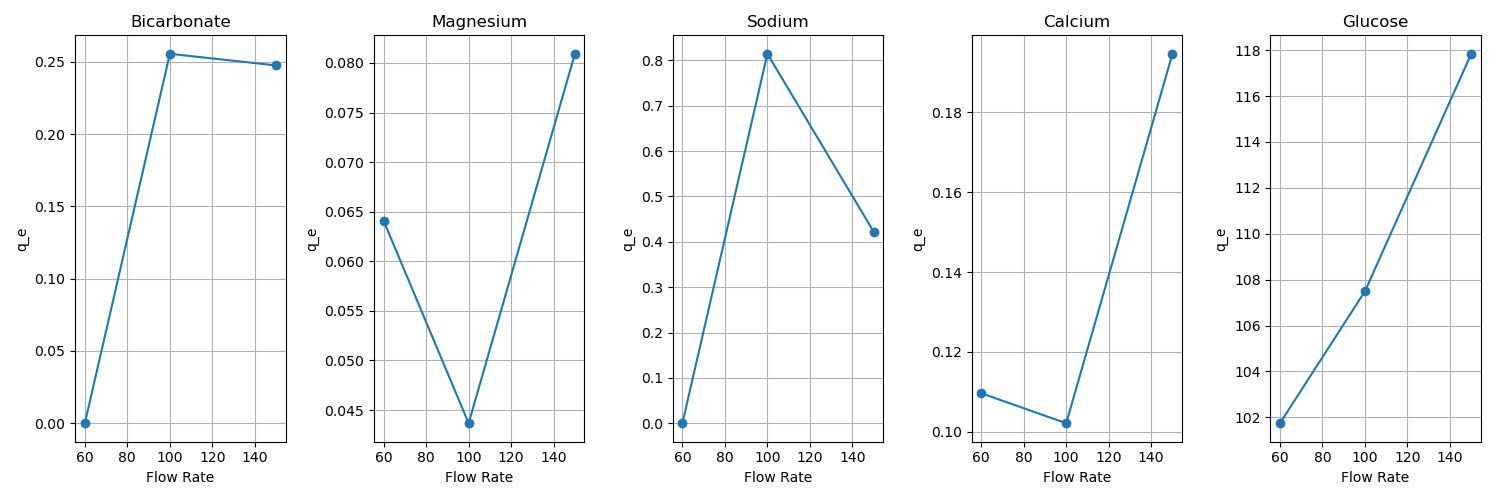 Bicarbonate
0.25
0.20
0.15
0.10
0.05
0.00
q_e
60 80 100 120 140
Flow Rate
Magnesium
0.080
0.075
0.070
0.065
0.060
0.055
0.050
0.045
q_e
60 80 100 120 140
Flow Rate
Sodium
0.8
0.7
0.6
0.5
0.4
0.3
0.2
0.1
0.0
q_e
60 80 100 120 140
Flow Rate
Calcium
0.18
0.16
0.14
0.12
0.10
q_e
60 80 100 120 140
Flow Rate
Glucose
118
116
114
112
110
108
106
104
102
q_e
60 80 100 120 140
Flow Rate